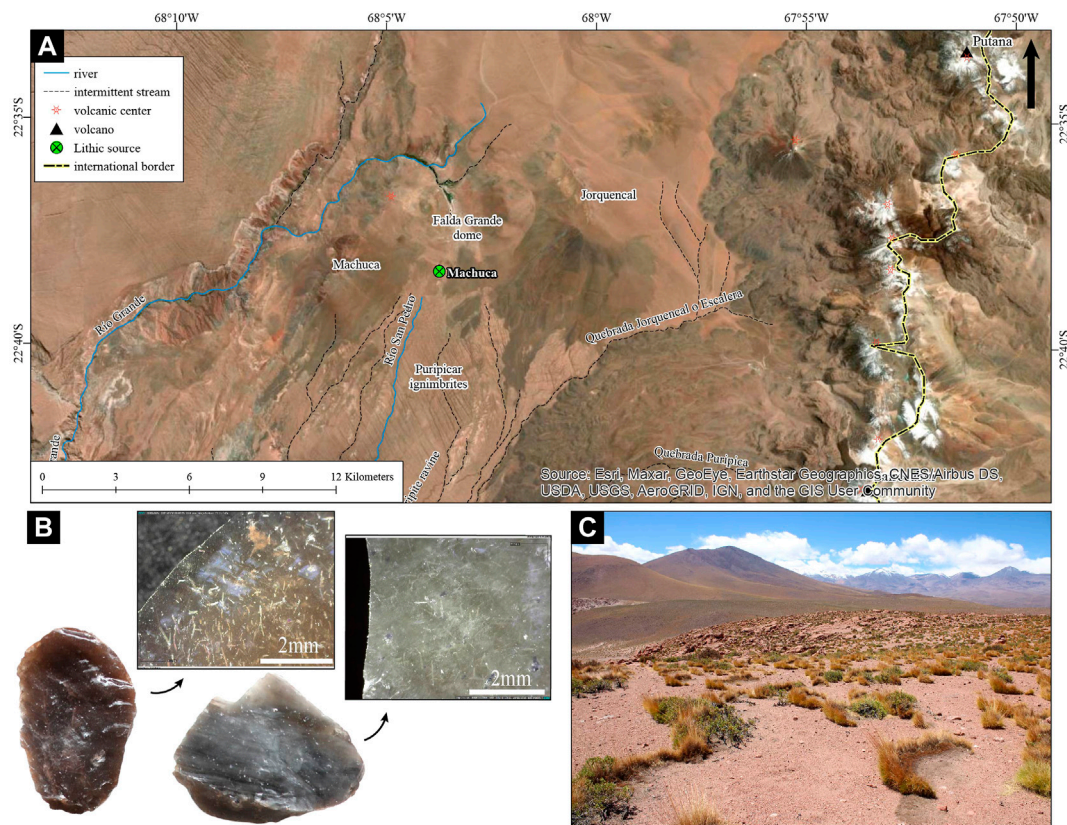 68°10'W
68°5'W
68°0'W
67°55'W
67°50'W
A
river
intermittent stream
volcanic center
volcano
Lithic source
international border
Putana
22°35'S
22°35'S
Jorquencal
Falda Grande
dome
Machuca
Machuca
Río Grande
Río San Pedro
Quebrada Jorquencal o Escalera
22°40'S
22°40'S
Puripicar
ignimbrites
Quebrada Puripica
ravine
0 3 6 9 12 Kilometers
Source: Esri, Maxar, GeoEye, Earthstar Geographics, CNES/Airbus DS,
USDA, USGS, AeroGRID, IGN, and the GIS User Community
B
2mm
2mm
C